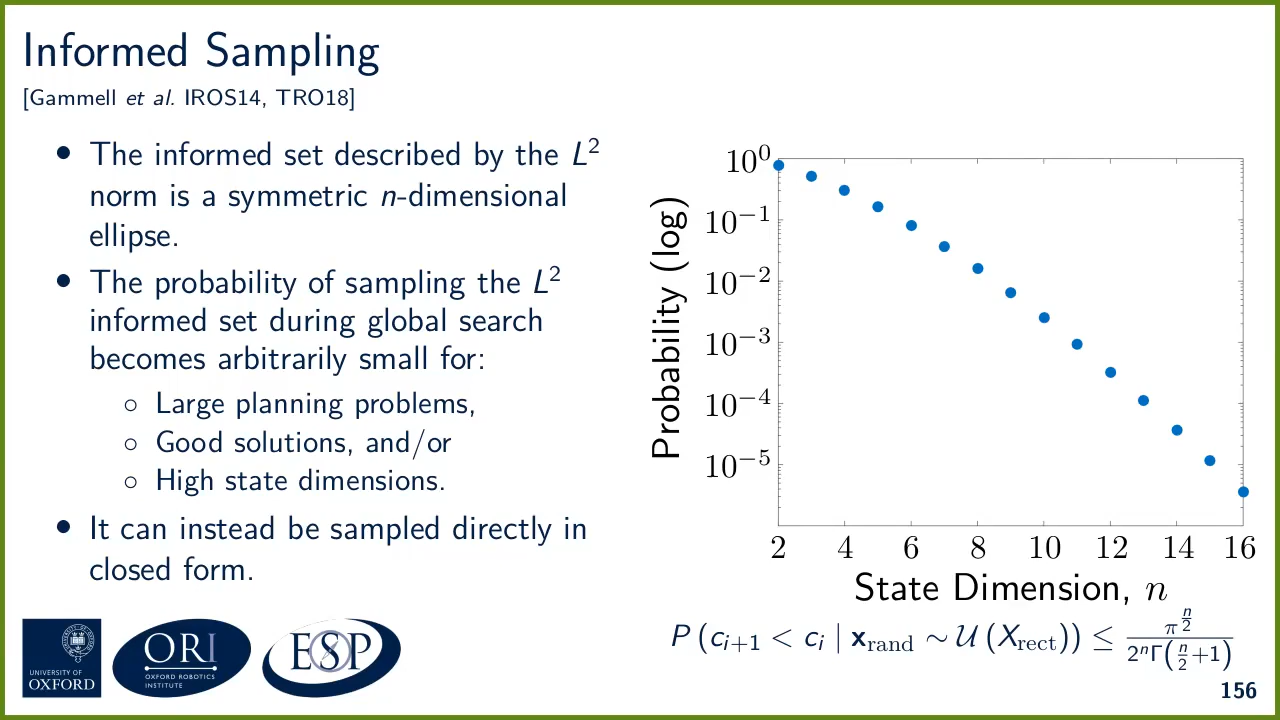 Informed Sampling
[Gammell et al. IROS14, TRO18]
• The informed set described by the L²
norm is a symmetric n-dimensional
ellipse.
• The probability of sampling the L²
informed set during global search
becomes arbitrarily small for:
○ Large planning problems,
○ Good solutions, and/or
○ High state dimensions.
• It can instead be sampled directly in
closed form.
Probability (log)
10⁰
10⁻¹
10⁻²
10⁻³
10⁻⁴
10⁻⁵
2 4 6 8 10 12 14 16
State Dimension, n
P (c_{i+1} < c_i | x_rand ∼ U (X_rect)) ≤ π^{n/2} / 2ⁿΓ(n/2+1)
UNIVERSITY OF
OXFORD
ORI
OXFORD ROBOTICS
INSTITUTE
ESP
156